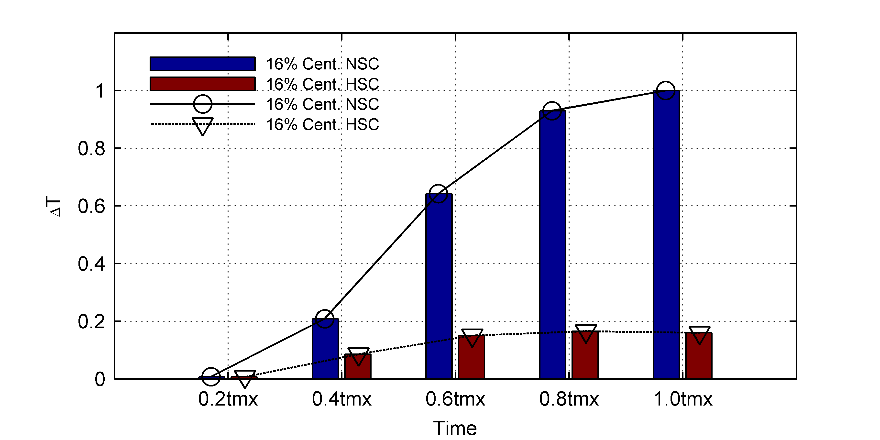 16% Cent. NSC
16% Cent. HSC
16% Cent. NSC
16% Cent. HSC
1
0.8
0.6
0.4
0.2
0
ΔT
0.2tmx 0.4tmx 0.6tmx 0.8tmx 1.0tmx
Time